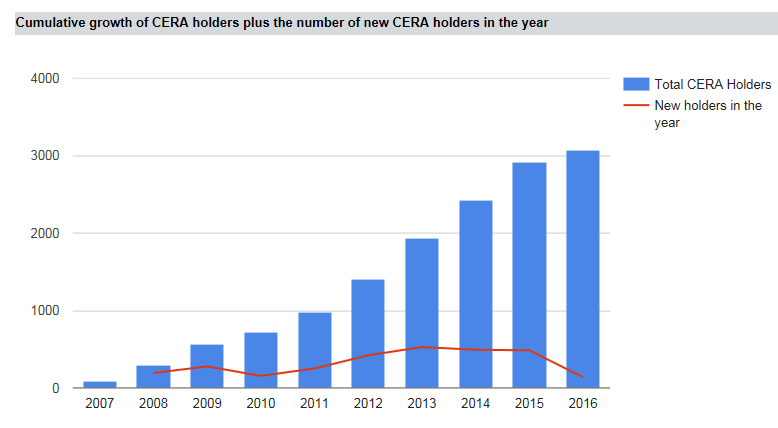 Cumulative growth of CERA holders plus the number of new CERA holders in the year
4000
3000
2000
1000
0
2007 2008 2009 2010 2011 2012 2013 2014 2015 2016
Total CERA Holders
New holders in the
year